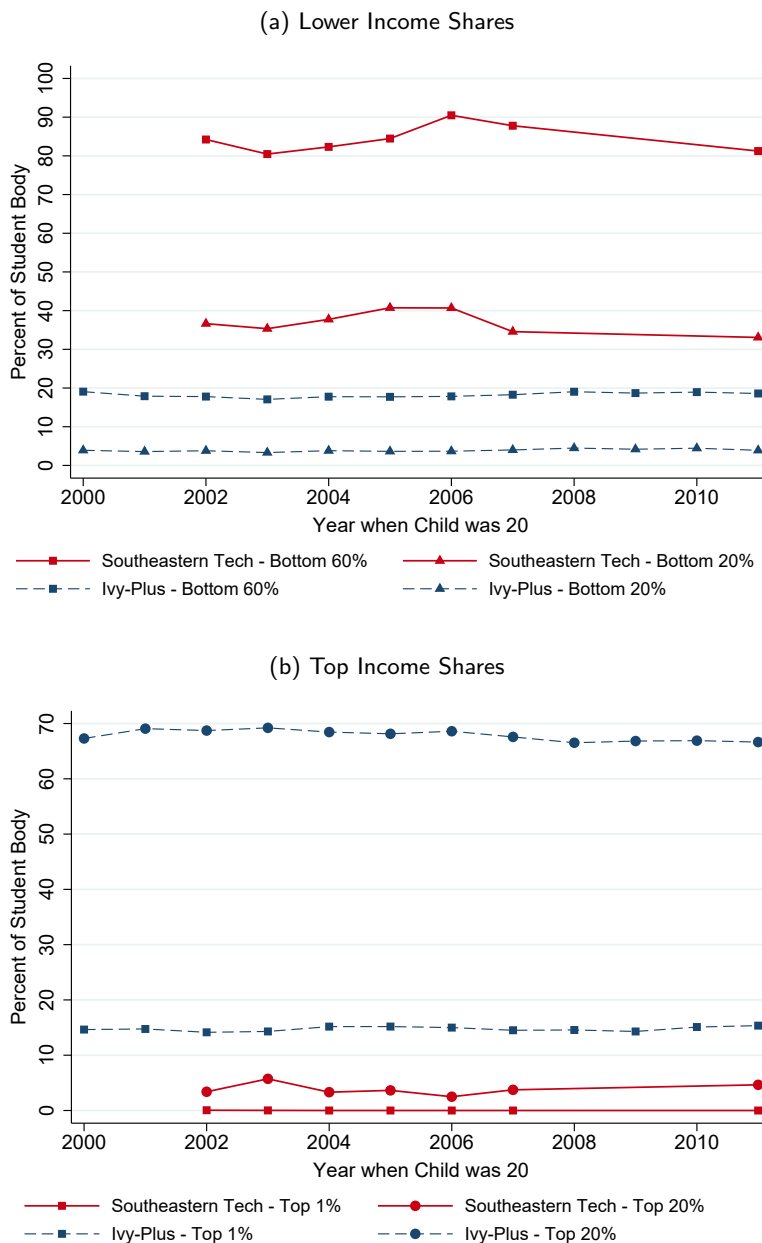 (a) Lower Income Shares
100
90
80
70
60
50
40
30
20
10
0
Percent of Student Body
2000 2002 2004 2006 2008 2010
Year when Child was 20
Southeastern Tech - Bottom 60% Southeastern Tech - Bottom 20%
Ivy-Plus - Bottom 60% Ivy-Plus - Bottom 20%
(b) Top Income Shares
70
60
50
40
30
20
10
0
Percent of Student Body
2000 2002 2004 2006 2008 2010
Year when Child was 20
Southeastern Tech - Top 1% Southeastern Tech - Top 20%
Ivy-Plus - Top 1% Ivy-Plus - Top 20%